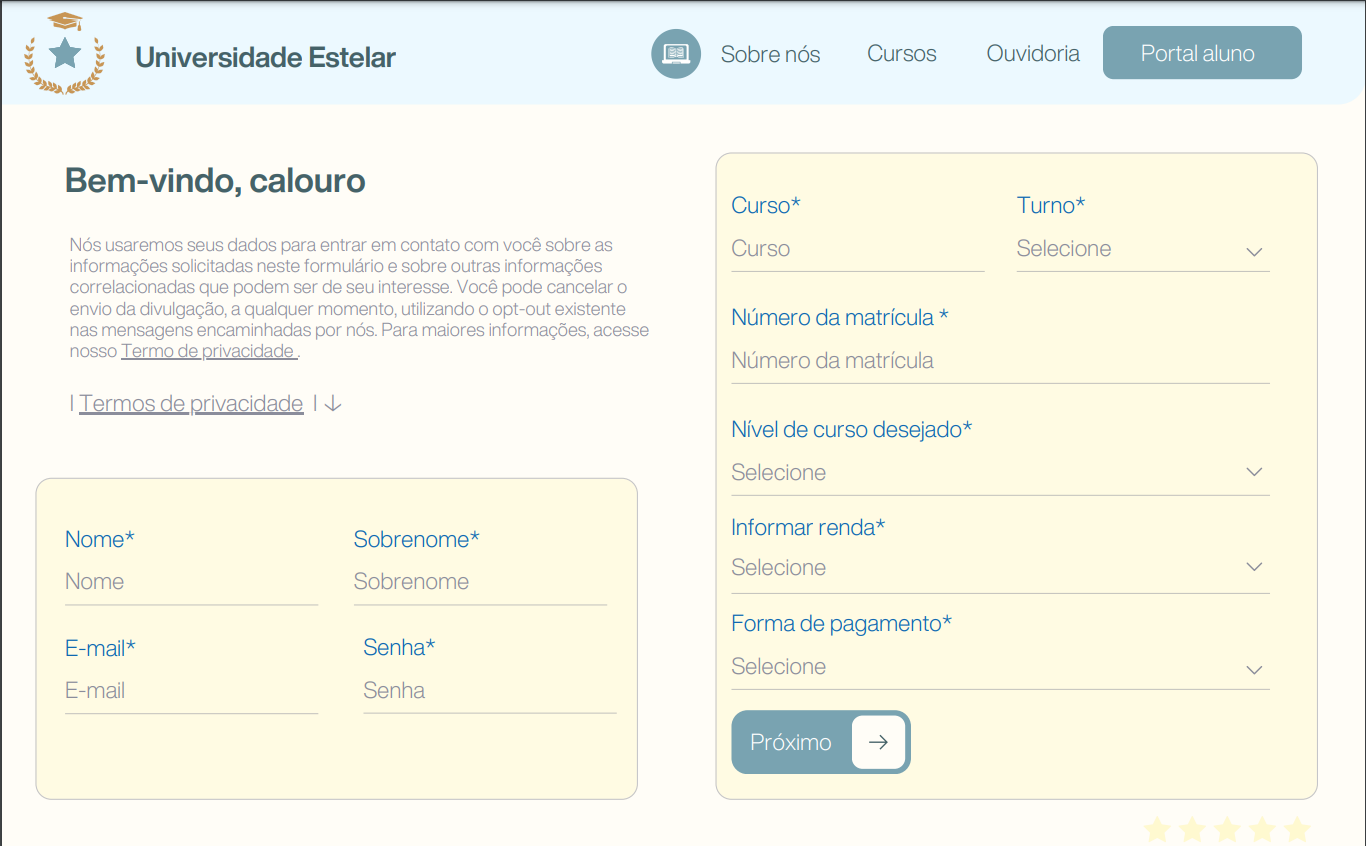 Universidade Estelar
Sobre nós
Cursos
Ouvidoria
Portal aluno
Bem-vindo, calouro
Nós usaremos seus dados para entrar em contato com você sobre as
informações solicitadas neste formulário e sobre outras informações
correlacionadas que podem ser de seu interesse. Você pode cancelar o
envio da divulgação, a qualquer momento, utilizando o opt-out existente
nas mensagens encaminhadas por nós. Para maiores informações, acesse
nosso Termo de privacidade .
| Termos de privacidade | ↓
Nome*
Nome
Sobrenome*
Sobrenome
E-mail*
E-mail
Senha*
Senha
Curso*
Curso
Turno*
Selecione
Número da matrícula *
Número da matrícula
Nível de curso desejado*
Selecione
Informar renda*
Selecione
Forma de pagamento*
Selecione
Próximo →